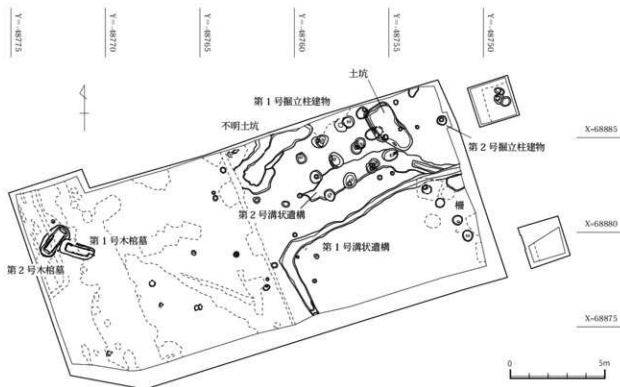 Y=-48775
Y=-48770
Y=-48765
Y=-48760
Y=-48755
Y=-48750
土坑
第1号掘立柱建物
不明土坑
X=68885
第2号掘立柱建物
第2号溝状遺構
柵
第1号木棺墓
第1号溝状遺構
X=68880
第2号木棺墓
X=68875
0
5m